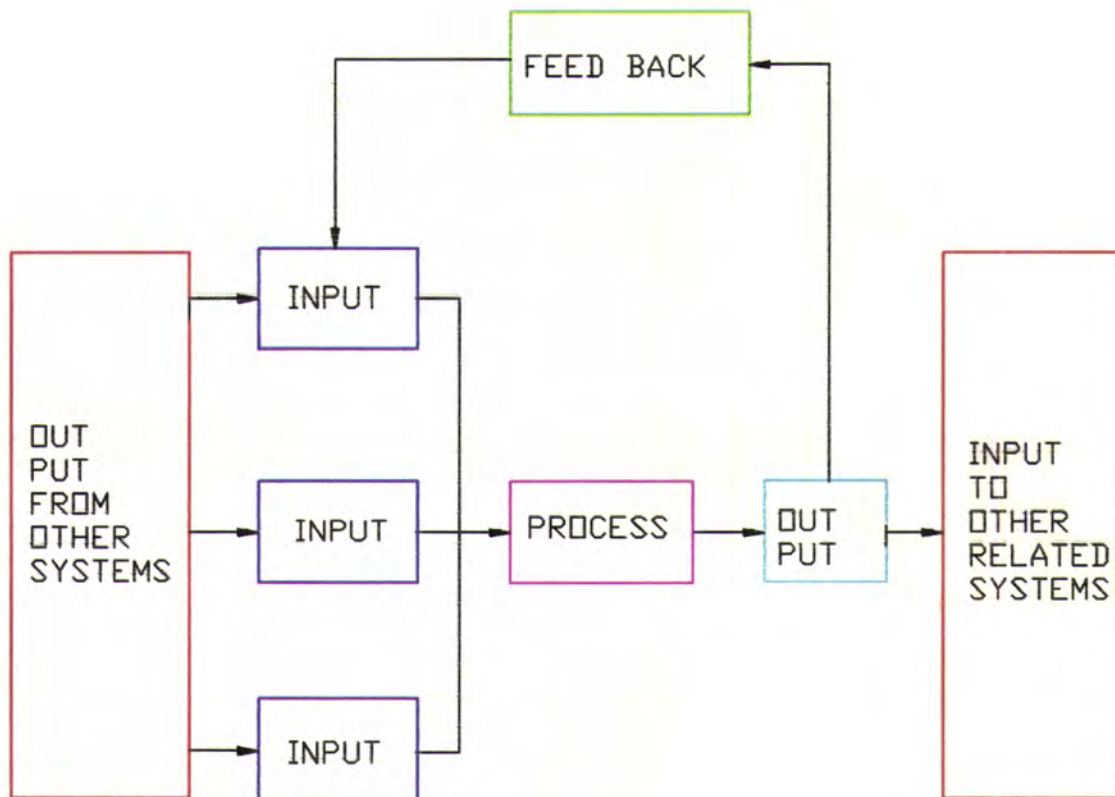 FEED BACK
INPUT
OUT
PUT
FROM
OTHER
SYSTEMS
INPUT
PROCESS
OUT
PUT
INPUT
TO
OTHER
RELATED
SYSTEMS
INPUT